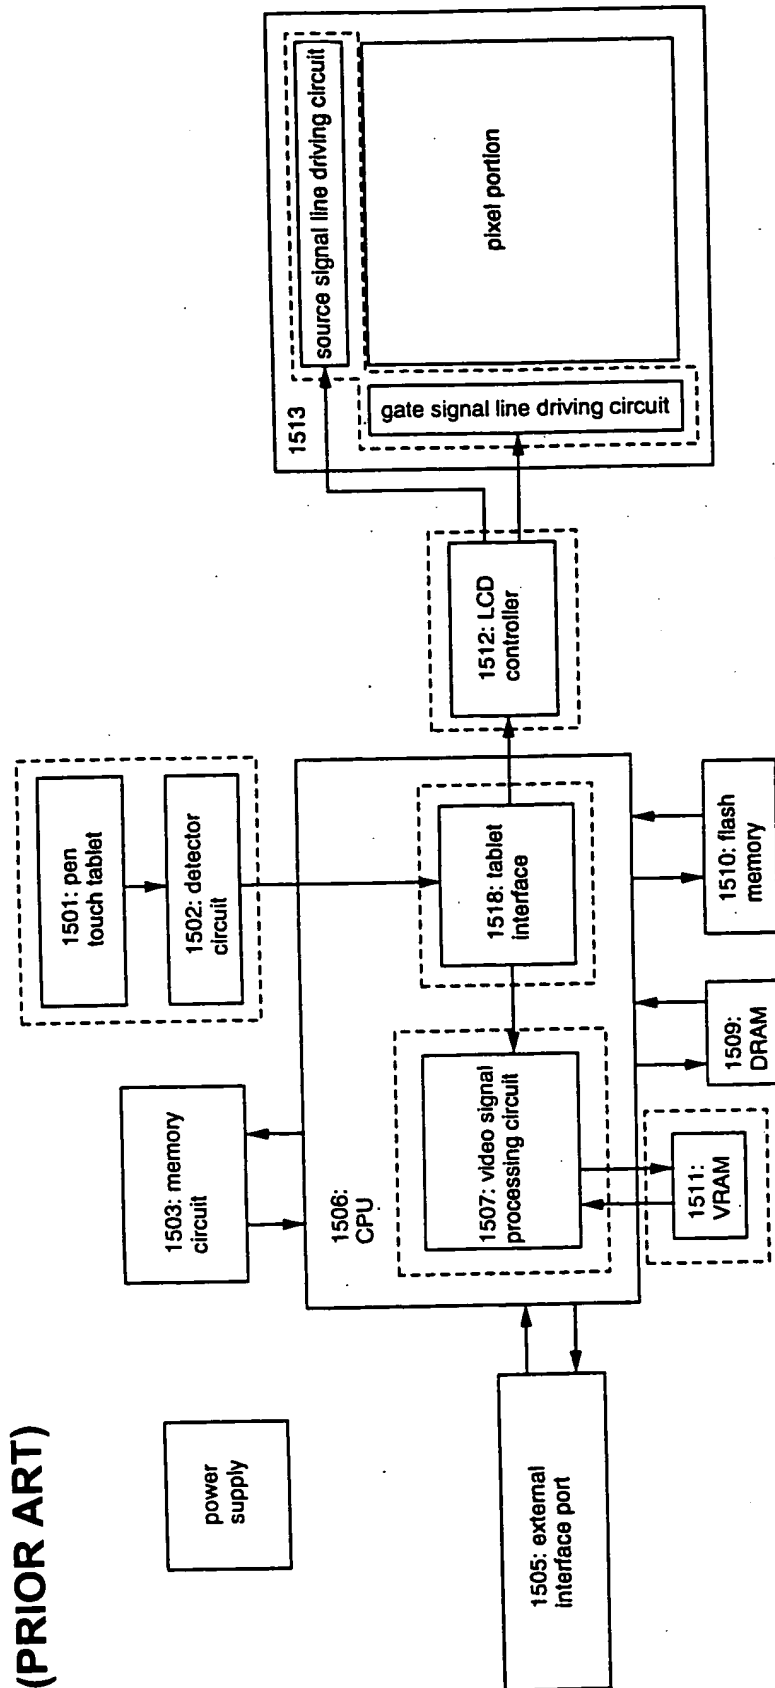 (PRIOR ART)
power
supply
1503: memory
circuit
1501: pen
touch tablet
1502: detector
circuit
1505: external
interface port
1506:
CPU
1507: video signal
processing circuit
1518: tablet
interface
1511:
VRAM
1509:
DRAM
1510: flash
memory
1512: LCD
controller
1513
source signal line driving circuit
gate signal line driving circuit
pixel portion